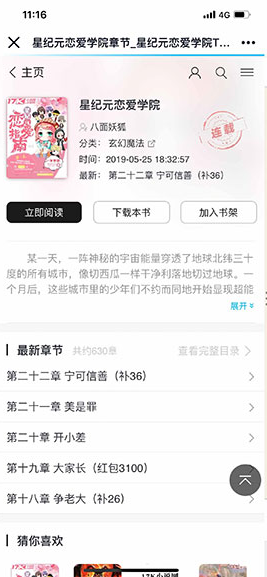 11:16
4G
星纪元恋爱学院章节_星纪元恋爱学院T...
主页
星纪元恋爱学院
八面妖狐
分类： 玄幻魔法
时间：2019-05-25 18:32:57
最新： 第二十二章 宁可信善（补36）
连载
立即阅读
下载本书
加入书架
某一天，一阵神秘的宇宙能量穿透了地球北纬三十
度的所有城市，像切西瓜一样干净利落地切过地球。一
个月后，这些城市里的少年们不约而同地开始显现超能
展开
最新章节 共约630章
查看完整目录
第二十二章 宁可信善（补36）
第二十一章 美是罪
第二十章 开小差
第十九章 大家长（红包3100）
第十八章 争老大（补26）
猜你喜欢